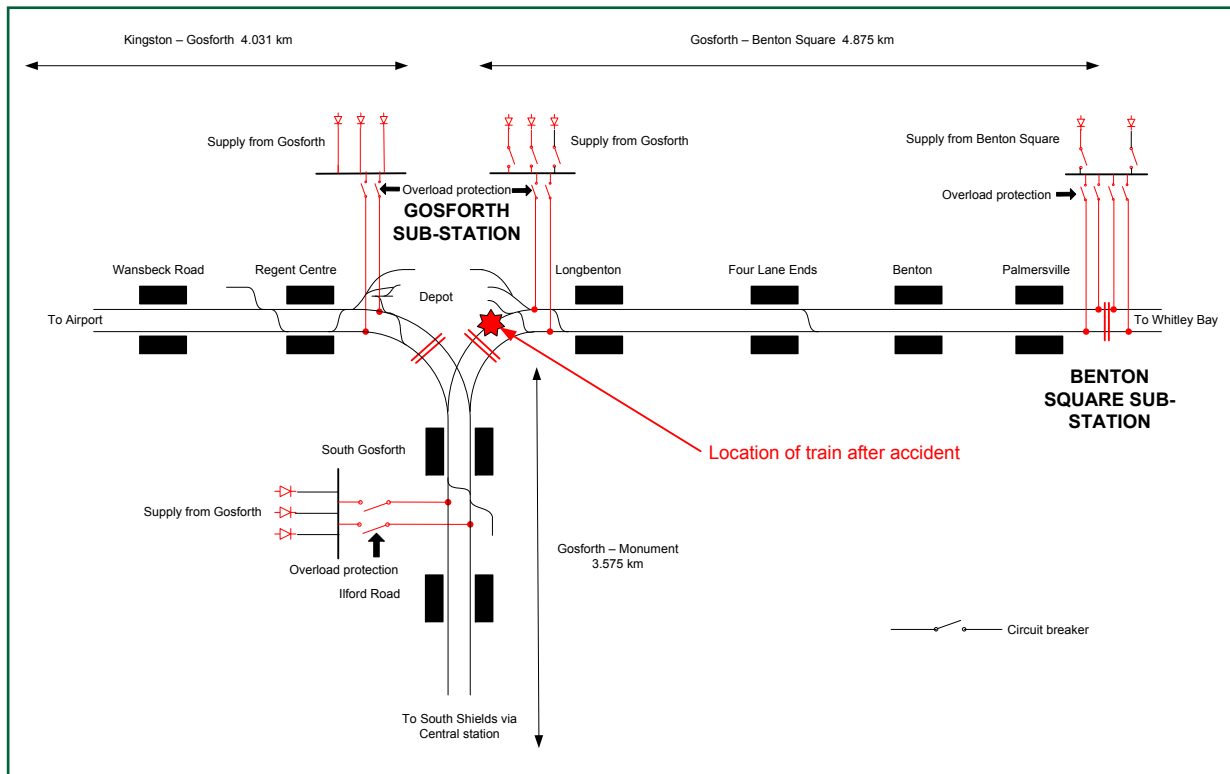 Kingston – Gosforth  4.031 km
Gosforth – Benton Square  4.875 km
Supply from Gosforth
Supply from Gosforth
Supply from Benton Square
Overload protection
Overload protection
GOSFORTH
SUB-STATION
Wansbeck Road
Regent Centre
Depot
Longbenton
Four Lane Ends
Benton
Palmersville
To Airport
To Whitley Bay
BENTON
SQUARE SUB-
STATION
South Gosforth
Location of train after accident
Supply from Gosforth
Overload protection
Ilford Road
Gosforth – Monument
3.575 km
Circuit breaker
To South Shields via
Central station